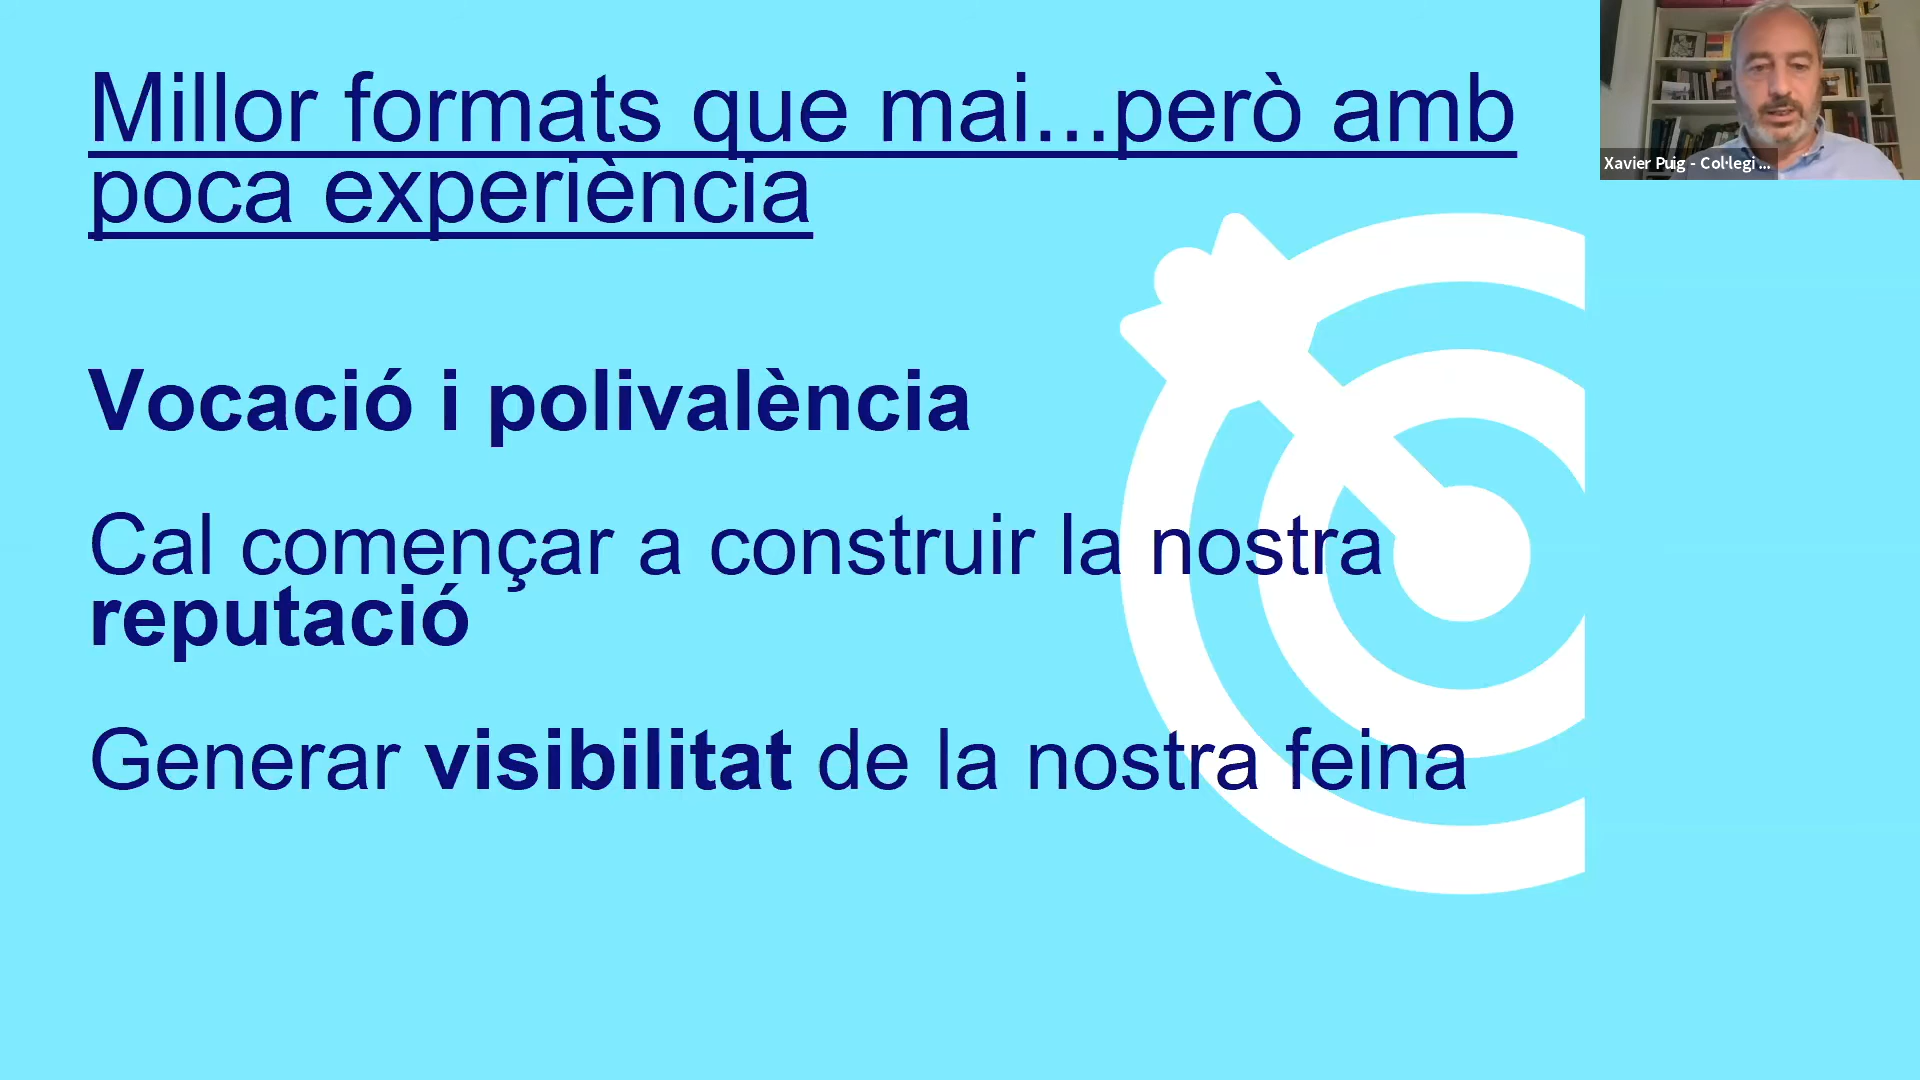 Millor formats que mai...però amb
poca experiència
Vocació i polivalència
Cal començar a construir la nostra
reputació
Generar visibilitat de la nostra feina
Xavier Puig - Col·legi ...